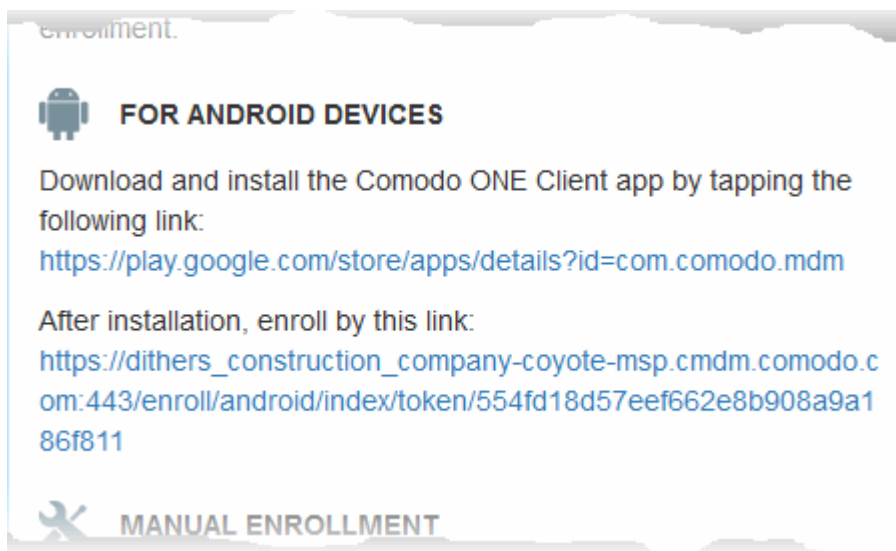 enrollment.
FOR ANDROID DEVICES
Download and install the Comodo ONE Client app by tapping the
following link:
https://play.google.com/store/apps/details?id=com.comodo.mdm
After installation, enroll by this link:
https://dithers_construction_company-coyote-msp.cmdm.comodo.c
om:443/enroll/android/index/token/554fd18d57eef662e8b908a9a1
86f811
MANUAL ENROLLMENT